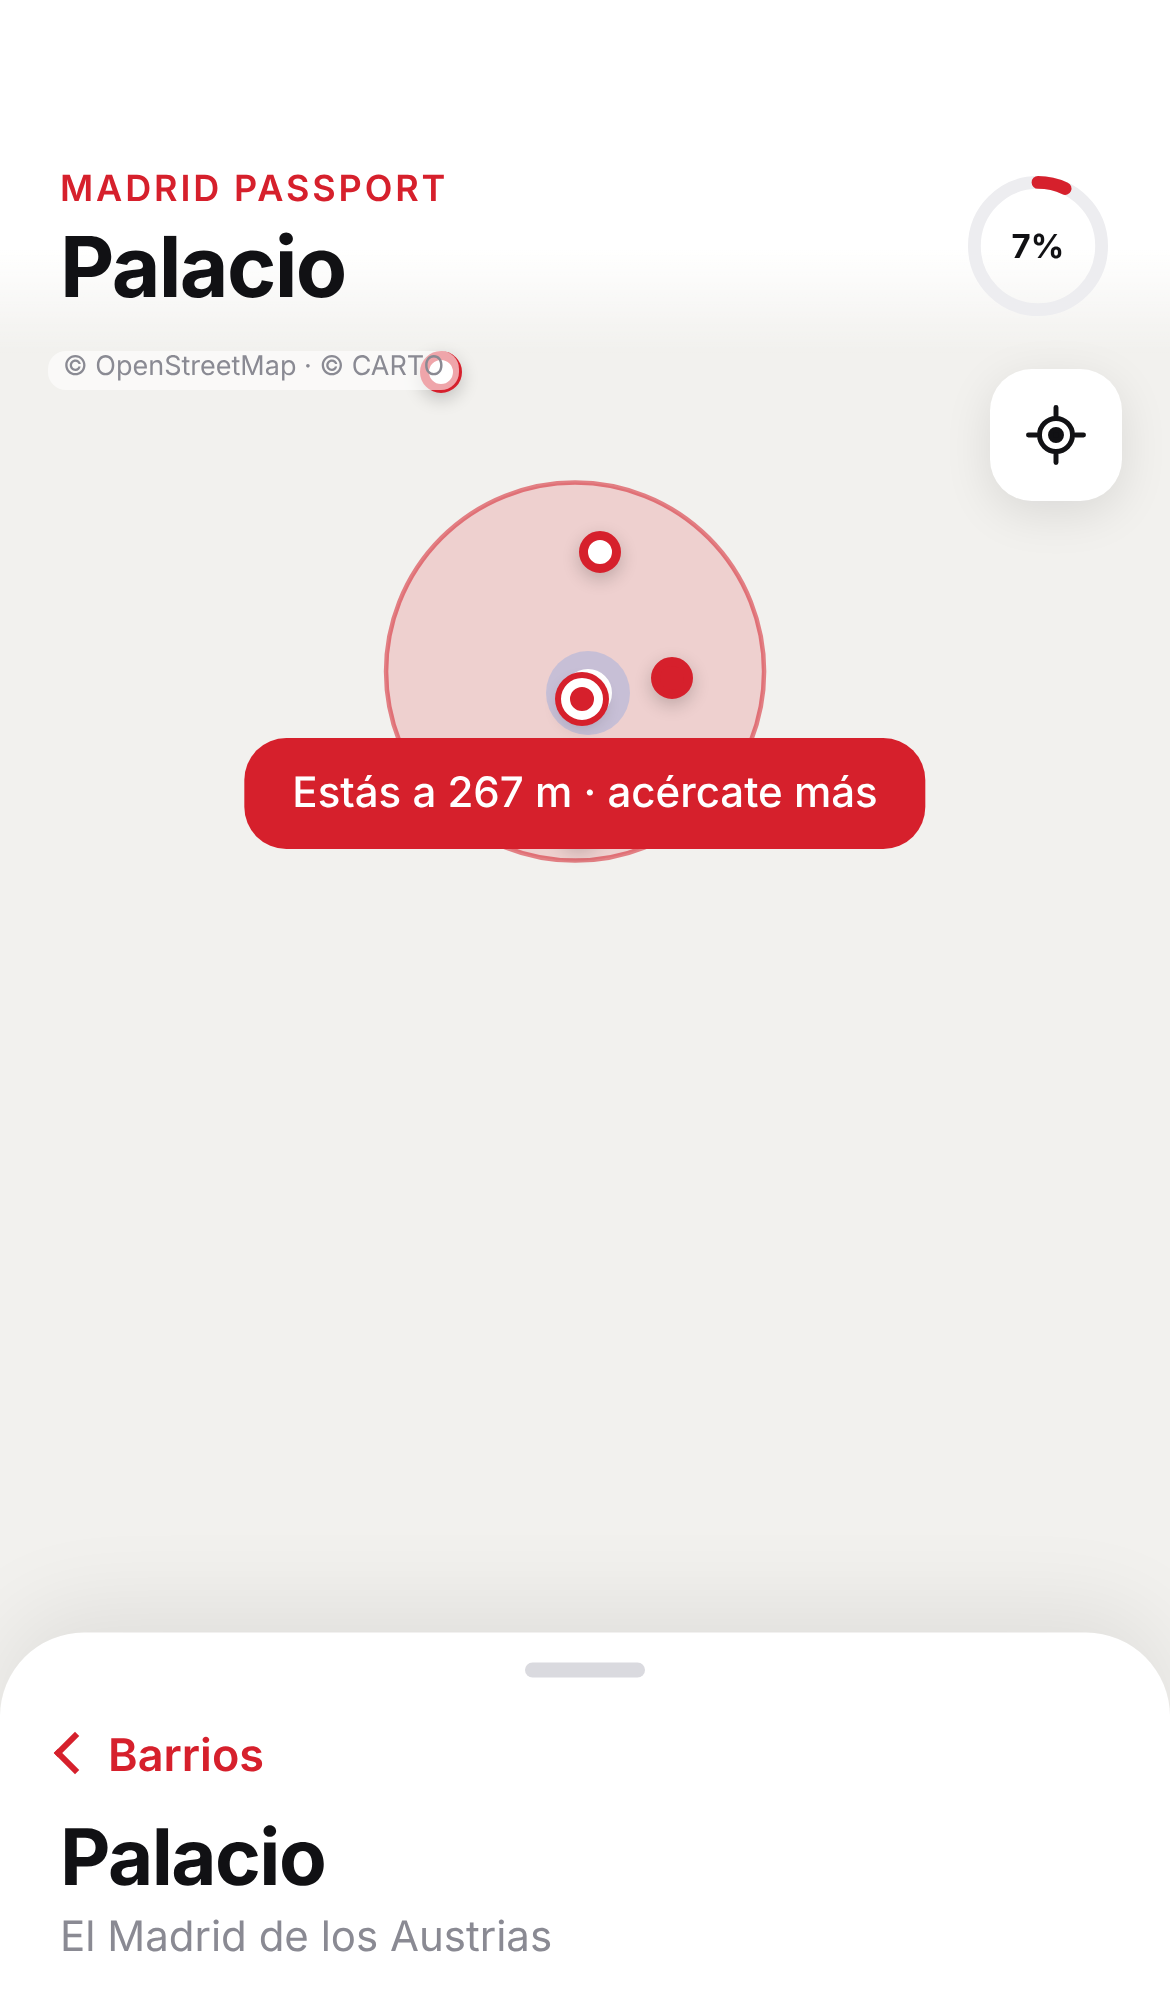 MADRID PASSPORT
Palacio
7%
© OpenStreetMap · © CARTO
Estás a 267 m · acércate más
Barrios
Palacio
El Madrid de los Austrias